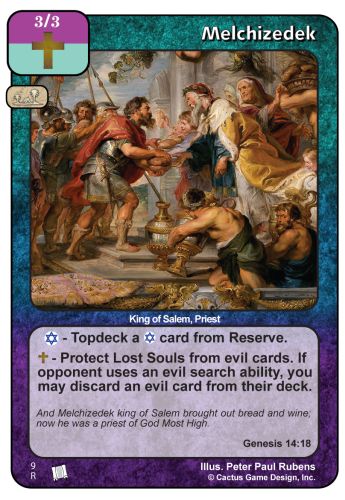 3/3
Melchizedek
King of Salem, Priest
- Topdeck a card from Reserve.
- Protect Lost Souls from evil cards. If
opponent uses an evil search ability, you
may discard an evil card from their deck.
And Melchizedek king of Salem brought out bread and wine;
now he was a priest of God Most High.
Genesis 14:18
9
R
Illus. Peter Paul Rubens
© Cactus Game Design, Inc.